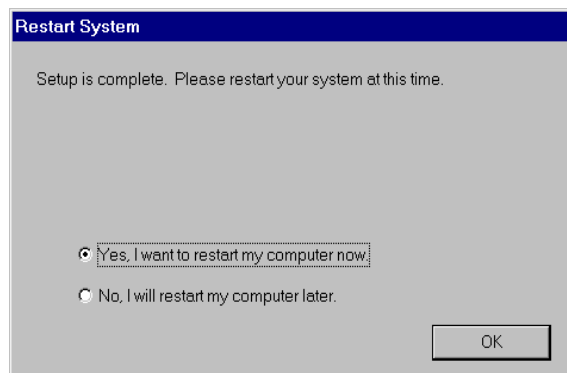 Restart System
Setup is complete. Please restart your system at this time.
Yes, I want to restart my computer now.
No, I will restart my computer later.
OK